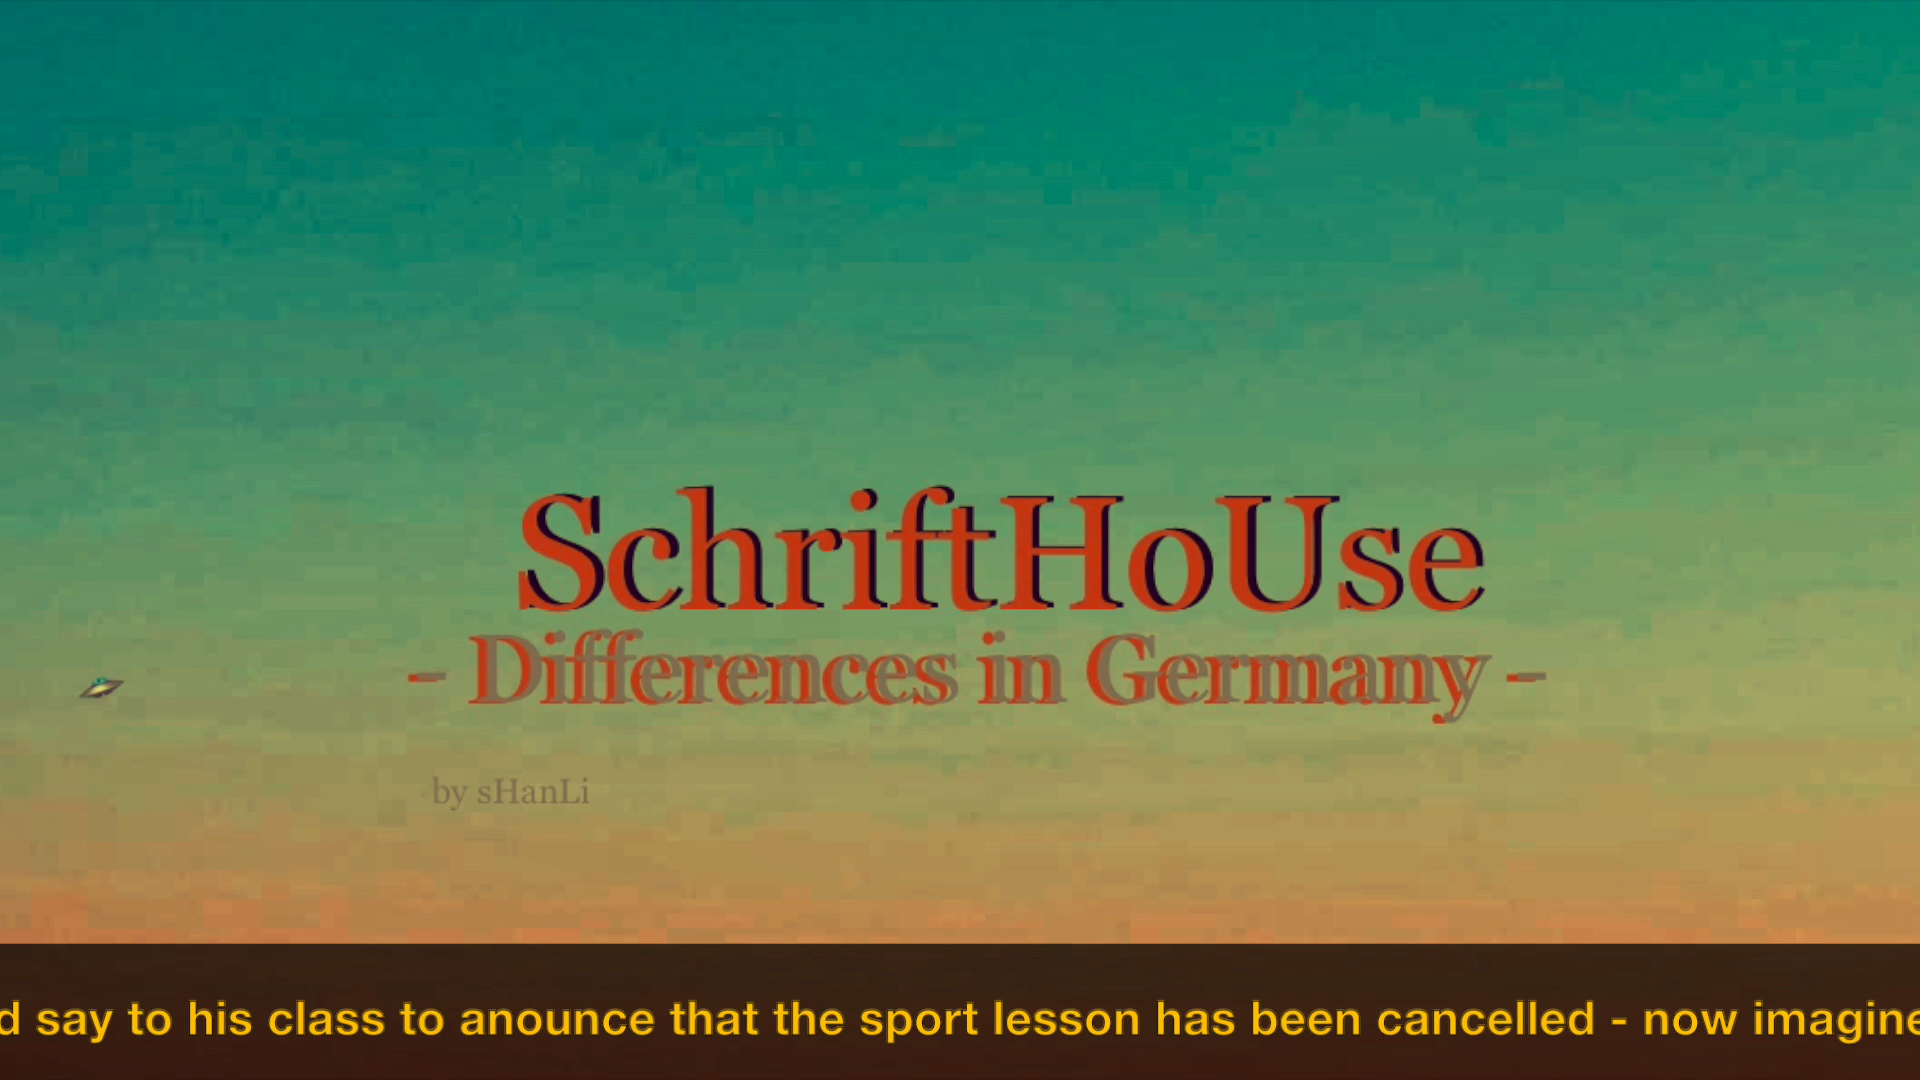 SchriftHoUse
- Differences in Germany -
by sHanLi
say to his class to anounce that the sport lesson has been cancelled - now imagine